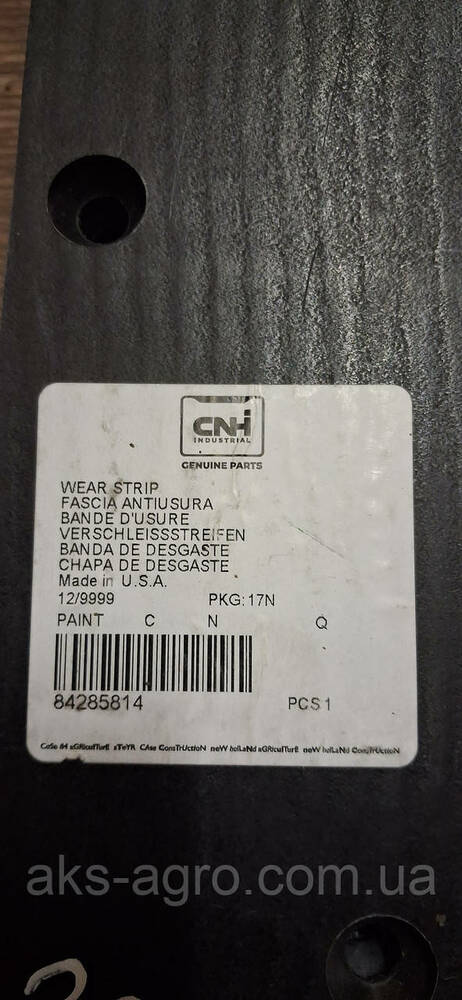 CNH
INDUSTRIAL
GENUINE PARTS
WEAR STRIP
FASCIA ANTIUSURA
BANDE D'USURE
VERSCHLEISSSTREIFEN
BANDA DE DESGASTE
CHAPA DE DESGASTE
Made in U.S.A.
12/9999 PKG:17N
PAINT C N Q
84285814 PCS 1
CaSe IH aGRiculTurE sTeYR CAse ConsTrUctioN neW holLaNd aGRicuLTurE neW holLaNd ConsTrUctioN
aks-agro.com.ua